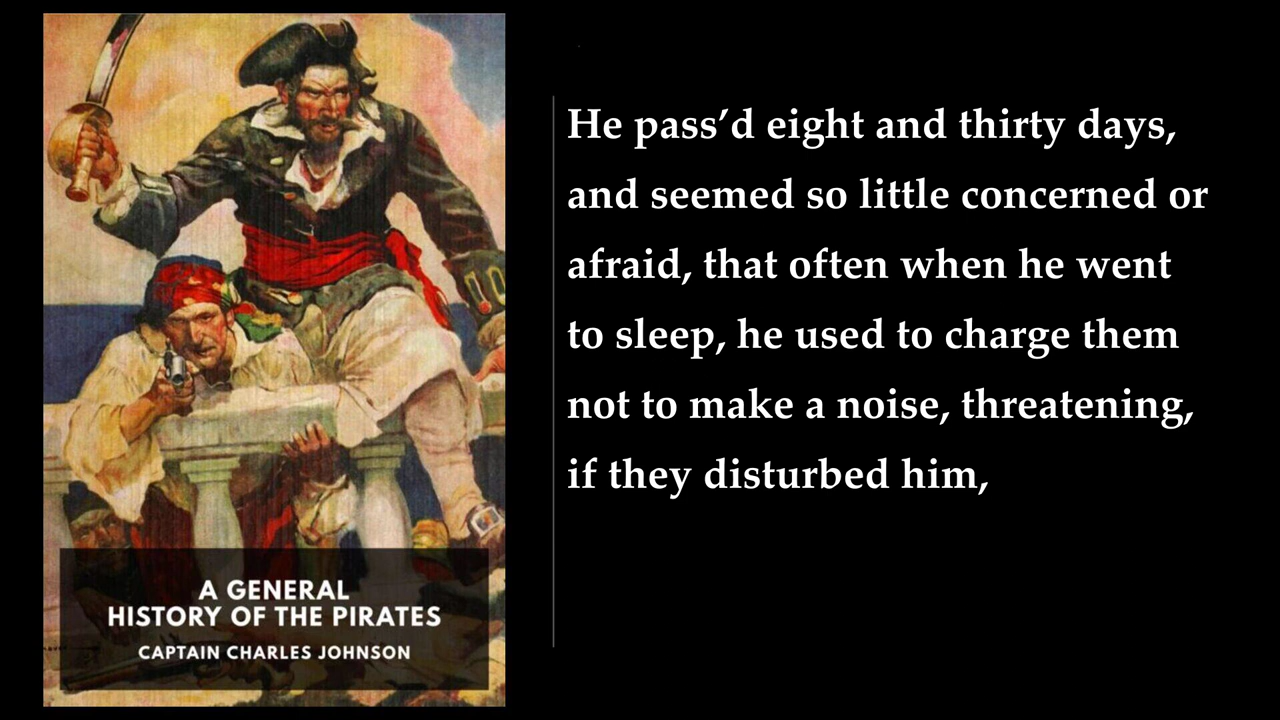 A GENERAL
HISTORY OF THE PIRATES
CAPTAIN CHARLES JOHNSON
He pass’d eight and thirty days,
and seemed so little concerned or
afraid, that often when he went
to sleep, he used to charge them
not to make a noise, threatening,
if they disturbed him,